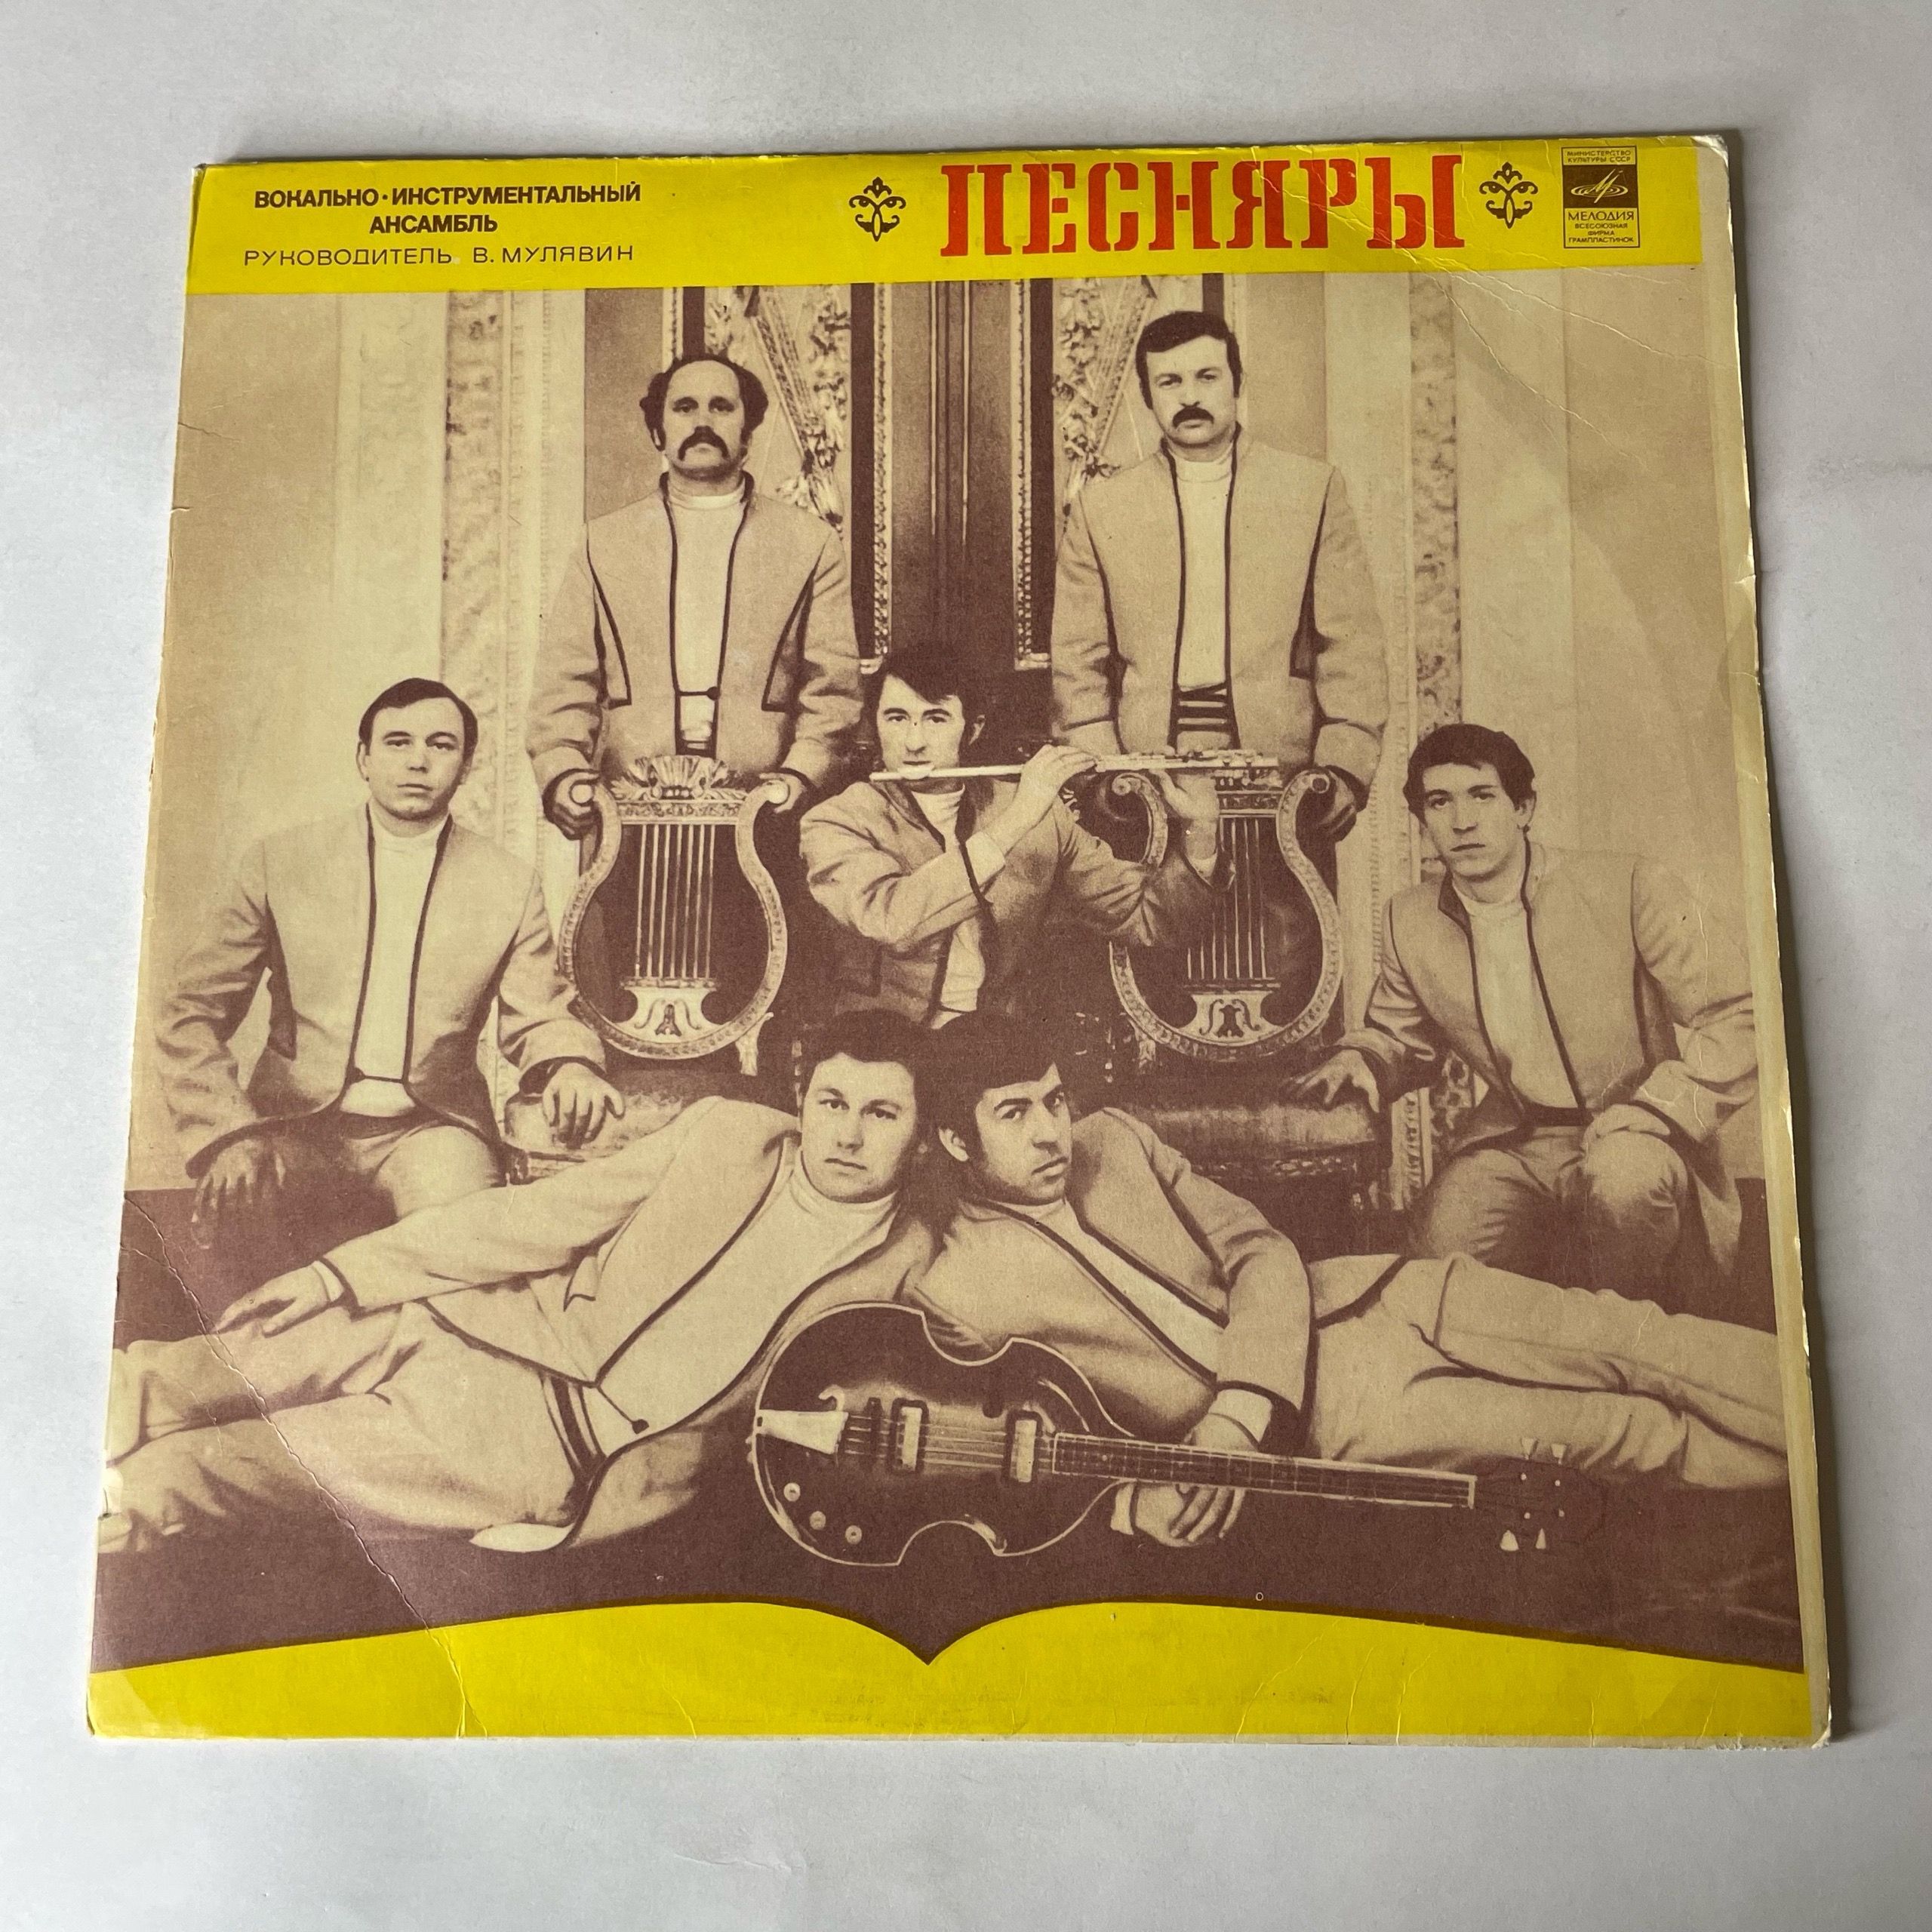 ВОКАЛЬНО·ИНСТРУМЕНТАЛЬНЫЙ
АНСАМБЛЬ
РУКОВОДИТЕЛЬ В. МУЛЯВИН
ПЕСНЯРЫ
МИНИСТЕРСТВО
КУЛЬТУРЫ СССР
МЕЛОДИЯ
ВСЕСОЮЗНАЯ
ФИРМА
ГРАМПЛАСТИНОК